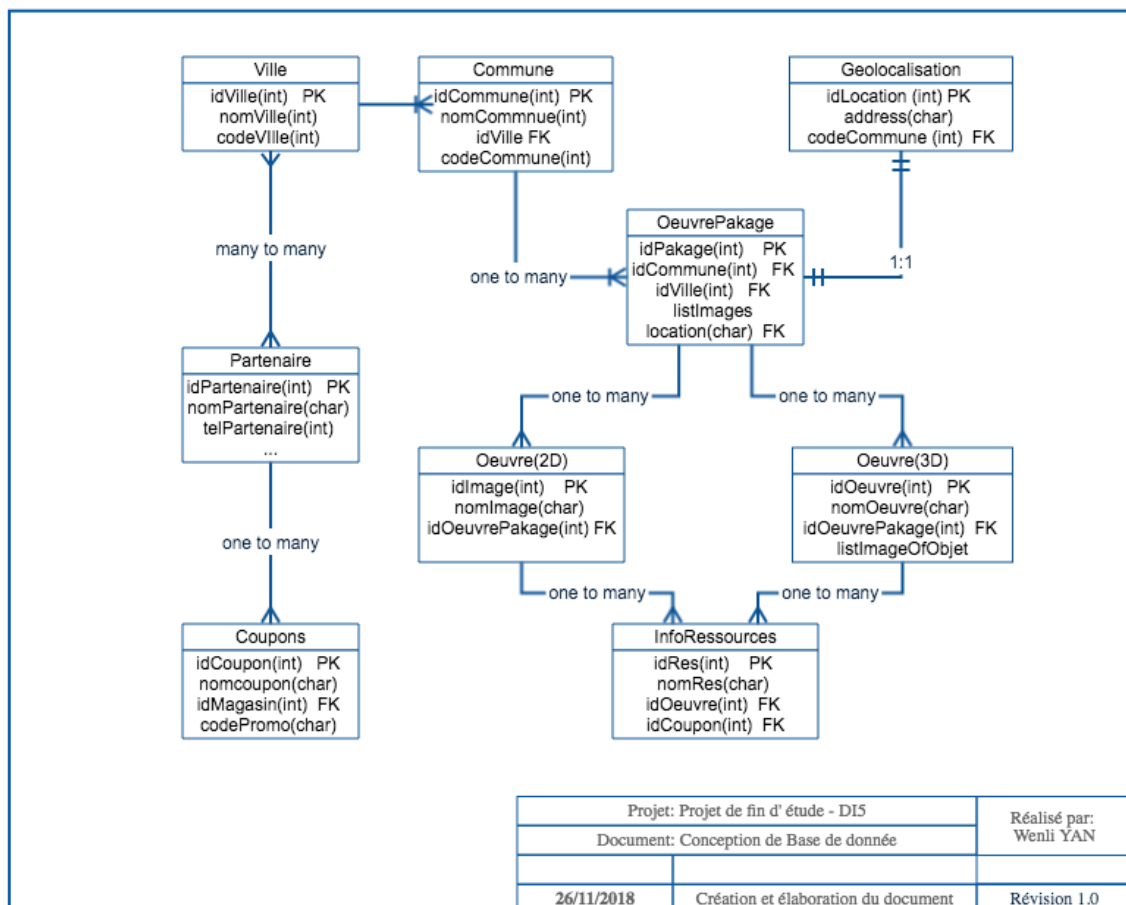 Ville
idVille(int) PK
nomVille(int)
codeVIlle(int)
Commune
idCommune(int) PK
nomCommnue(int)
idVille FK
codeCommune(int)
Geolocalisation
idLocation (int) PK
address(char)
codeCommune (int) FK
many to many
one to many
OeuvrePakage
idPakage(int) PK
idCommune(int) FK
idVille(int) FK
listImages
location(char) FK
1:1
Partenaire
idPartenaire(int) PK
nomPartenaire(char)
telPartenaire(int)
...
one to many
one to many
Oeuvre(2D)
idImage(int) PK
nomImage(char)
idOeuvrePakage(int) FK
Oeuvre(3D)
idOeuvre(int) PK
nomOeuvre(char)
idOeuvrePakage(int) FK
listImageOfObjet
one to many
one to many
one to many
Coupons
idCoupon(int) PK
nomcoupon(char)
idMagasin(int) FK
codePromo(char)
InfoRessources
idRes(int) PK
nomRes(char)
idOeuvre(int) FK
idCoupon(int) FK
Projet: Projet de fin d' étude - DI5
Document: Conception de Base de donnée
Réalisé par:
Wenli YAN
26/11/2018 Création et élaboration du document Révision 1.0